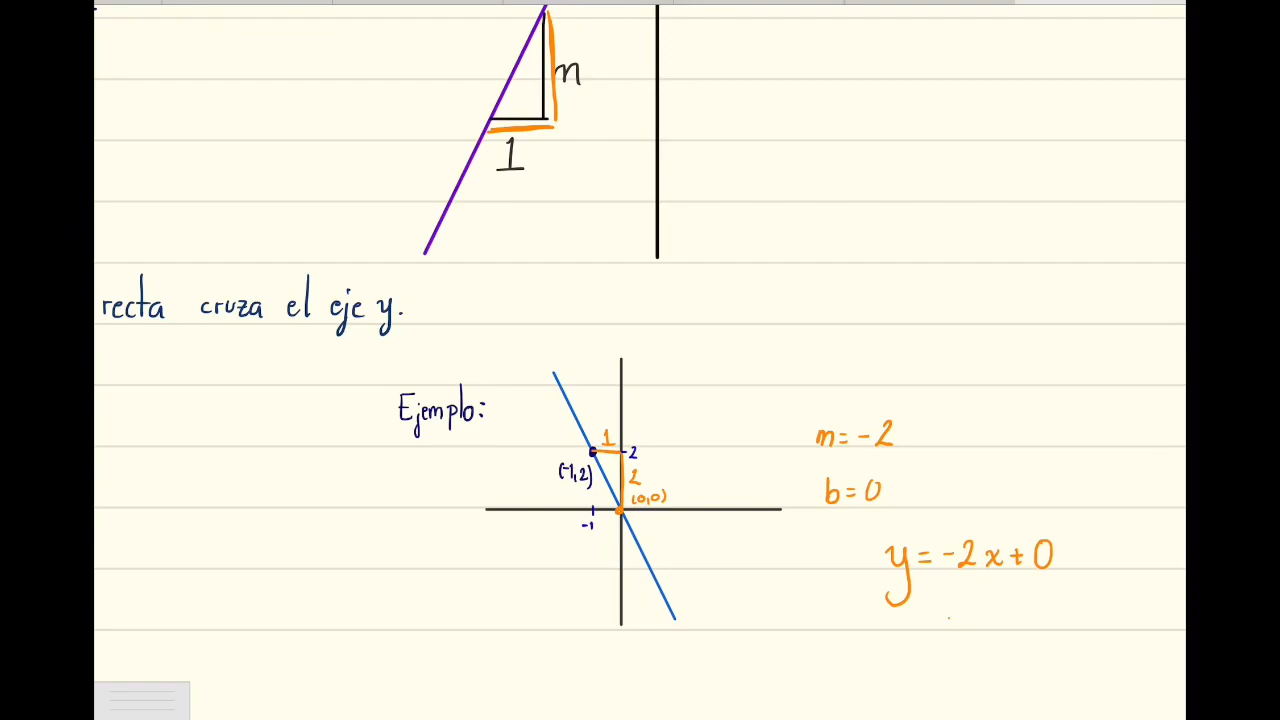 m
1
recta cruza el eje y.
Ejemplo:
1
2
(-1,2)
2
(0,0)
-1
m = -2
b = 0
y = -2x + 0